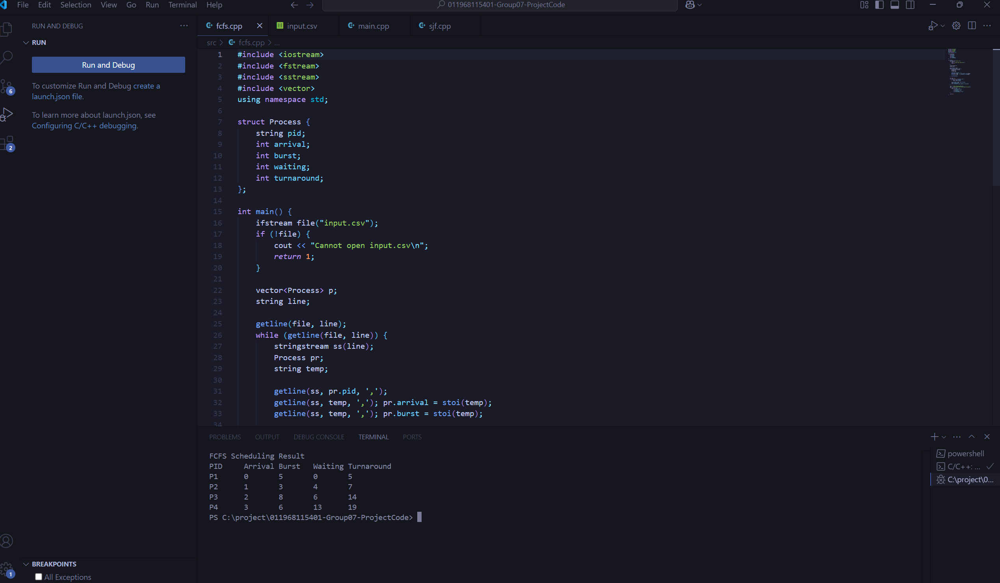 File Edit Selection View Go Run Terminal Help
011968115401-Group07-ProjectCode
RUN AND DEBUG
RUN
Run and Debug
To customize Run and Debug create a
launch.json file.
To learn more about launch.json, see
Configuring C/C++ debugging.
6
2
1
BREAKPOINTS
All Exceptions
fcfs.cpp
input.csv
main.cpp
sjf.cpp
src > fcfs.cpp > ...
1 #include <iostream>
2 #include <fstream>
3 #include <sstream>
4 #include <vector>
5 using namespace std;
6
7 struct Process {
8     string pid;
9     int arrival;
10     int burst;
11     int waiting;
12     int turnaround;
13 };
14
15 int main() {
16     ifstream file("input.csv");
17     if (!file) {
18         cout << "Cannot open input.csv\n";
19         return 1;
20     }
21
22     vector<Process> p;
23     string line;
24
25     getline(file, line);
26     while (getline(file, line)) {
27         stringstream ss(line);
28         Process pr;
29         string temp;
30
31         getline(ss, pr.pid, ',');
32         getline(ss, temp, ','); pr.arrival = stoi(temp);
33         getline(ss, temp, ','); pr.burst = stoi(temp);
34
PROBLEMS OUTPUT DEBUG CONSOLE TERMINAL PORTS
FCFS Scheduling Result
PID Arrival Burst Waiting Turnaround
P1 0 5 0 5
P2 1 3 4 7
P3 2 8 6 14
P4 3 6 13 19
PS C:\project\011968115401-Group07-ProjectCode>
powershell
C/C++: ...
C:\project\0...